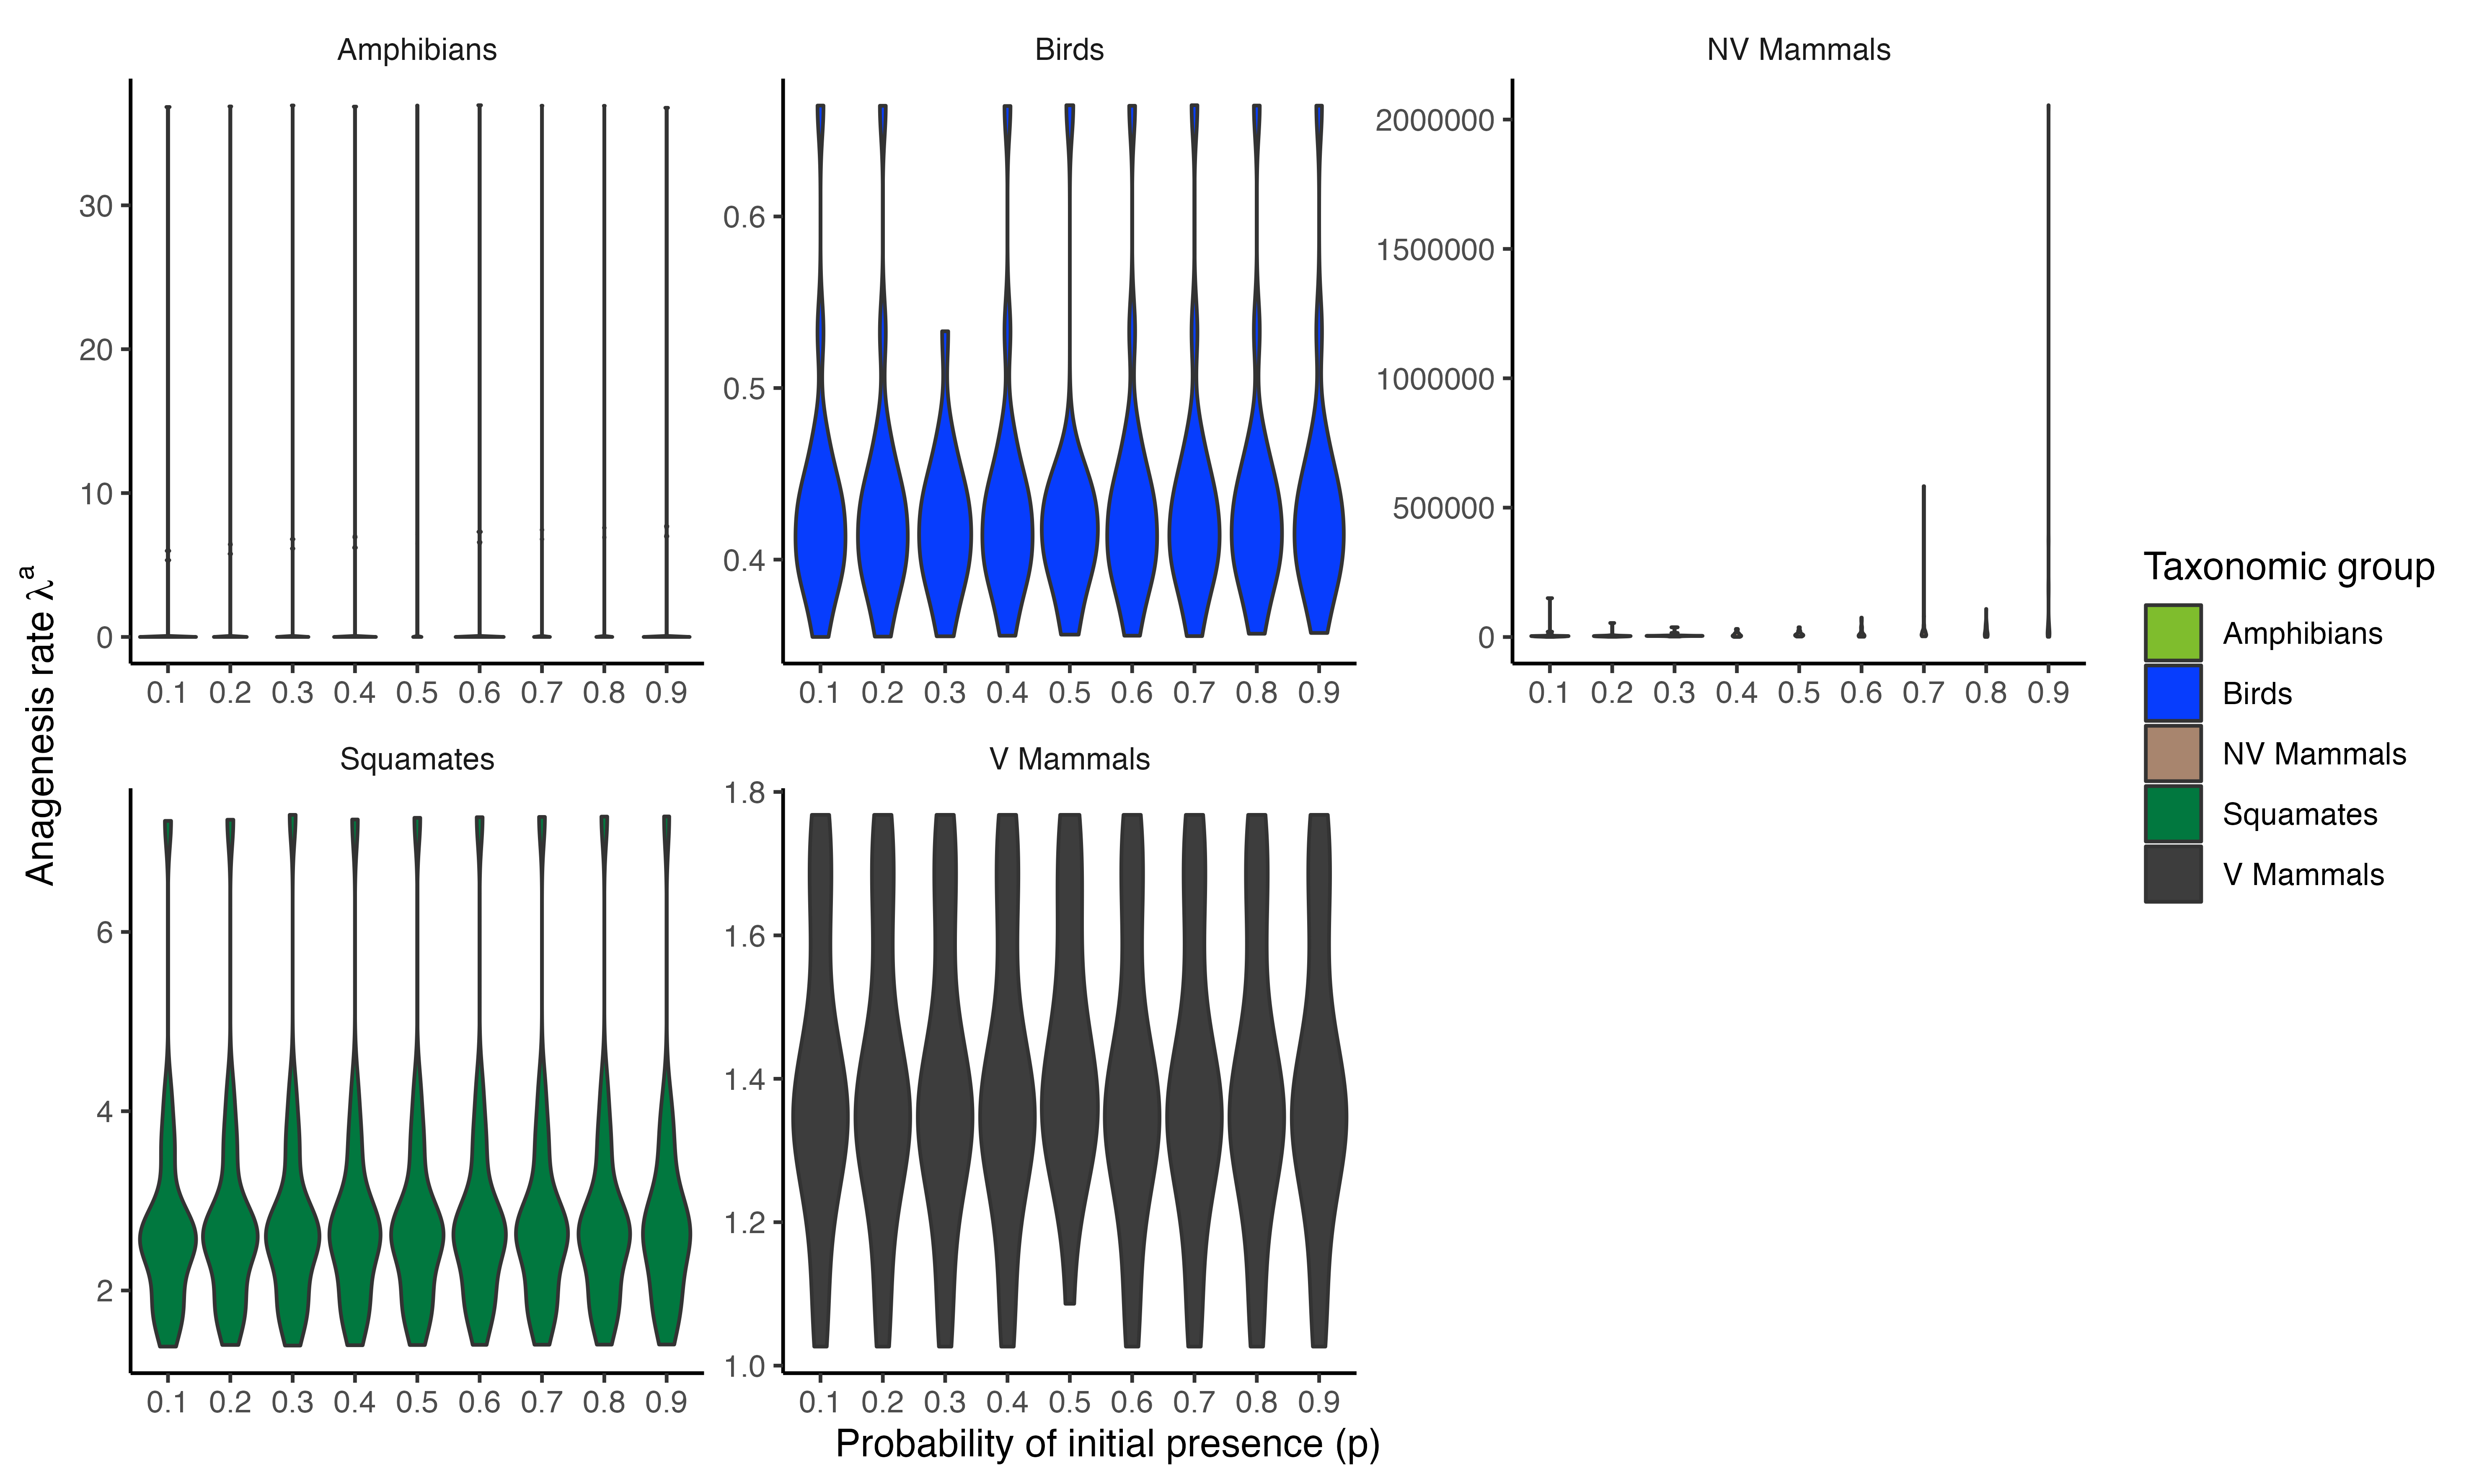 Amphibians
Birds
NV Mammals
30
20
10
0
0.1 0.2 0.3 0.4 0.5 0.6 0.7 0.8 0.9
0.6
0.5
0.4
0.1 0.2 0.3 0.4 0.5 0.6 0.7 0.8 0.9
2000000
1500000
1000000
500000
0
0.1 0.2 0.3 0.4 0.5 0.6 0.7 0.8 0.9
Squamates
V Mammals
6
4
2
0.1 0.2 0.3 0.4 0.5 0.6 0.7 0.8 0.9
1.8
1.6
1.4
1.2
1.0
0.1 0.2 0.3 0.4 0.5 0.6 0.7 0.8 0.9
Anagenesis rate λᵃ
Probability of initial presence (p)
Taxonomic group
Amphibians
Birds
NV Mammals
Squamates
V Mammals